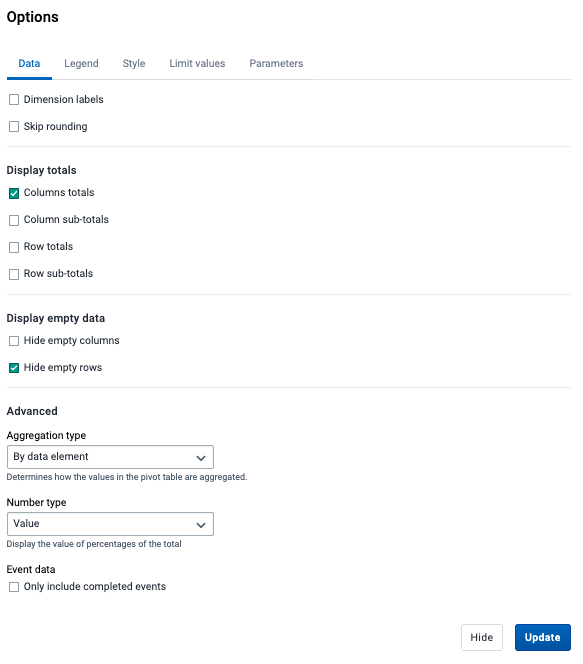 Options
Data Legend Style Limit values Parameters
Dimension labels
Skip rounding
Display totals
Columns totals
Column sub-totals
Row totals
Row sub-totals
Display empty data
Hide empty columns
Hide empty rows
Advanced
Aggregation type
By data element
Determines how the values in the pivot table are aggregated.
Number type
Value
Display the value of percentages of the total
Event data
Only include completed events
Hide Update